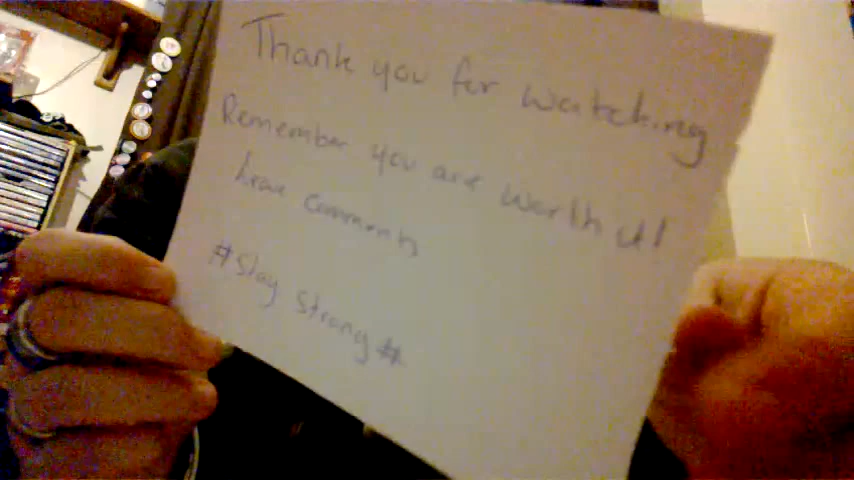 Thank you for watching
Remember you are worth it!
leave comments
#Stay Strong#